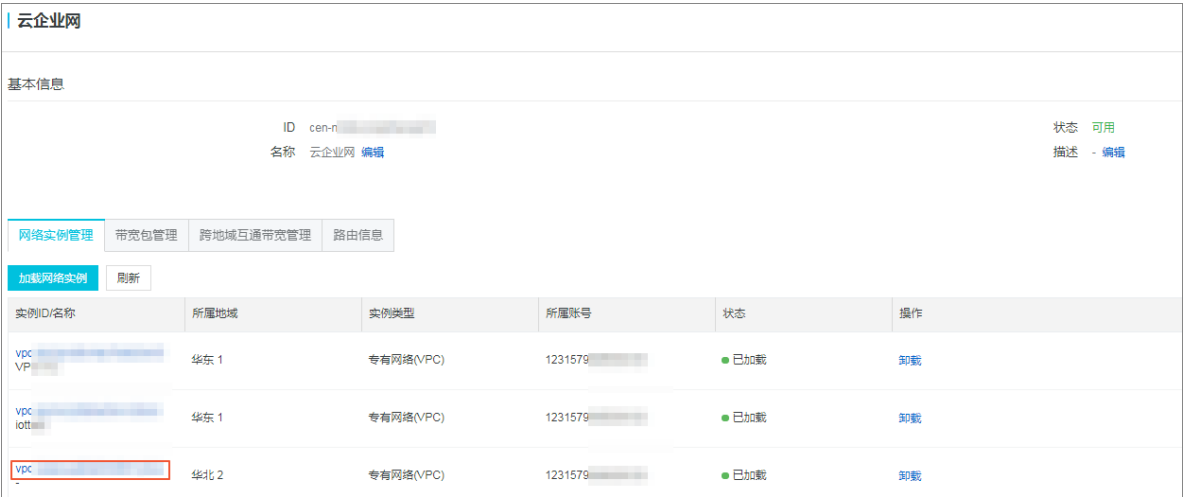 云企业网
基本信息
ID cen-n 状态 可用
名称 云企业网 编辑 描述 - 编辑
网络实例管理 带宽包管理 跨地域互通带宽管理 路由信息
加载网络实例 刷新
实例ID/名称 所属地域 实例类型 所属账号 状态 操作
vpc
VP 华东 1 专有网络(VPC) 1231579 已加载 卸载
vpc
iott 华东 1 专有网络(VPC) 1231579 已加载 卸载
vpc
- 华北 2 专有网络(VPC) 1231579 已加载 卸载